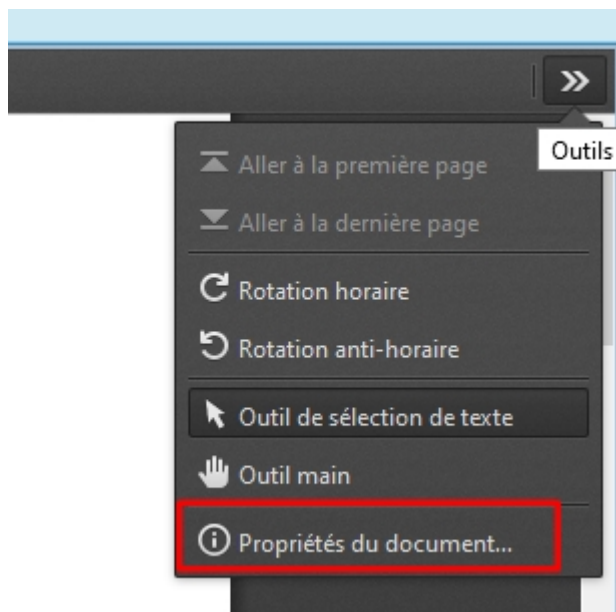 Outils
Aller à la première page
Aller à la dernière page
Rotation horaire
Rotation anti-horaire
Outil de sélection de texte
Outil main
Propriétés du document...